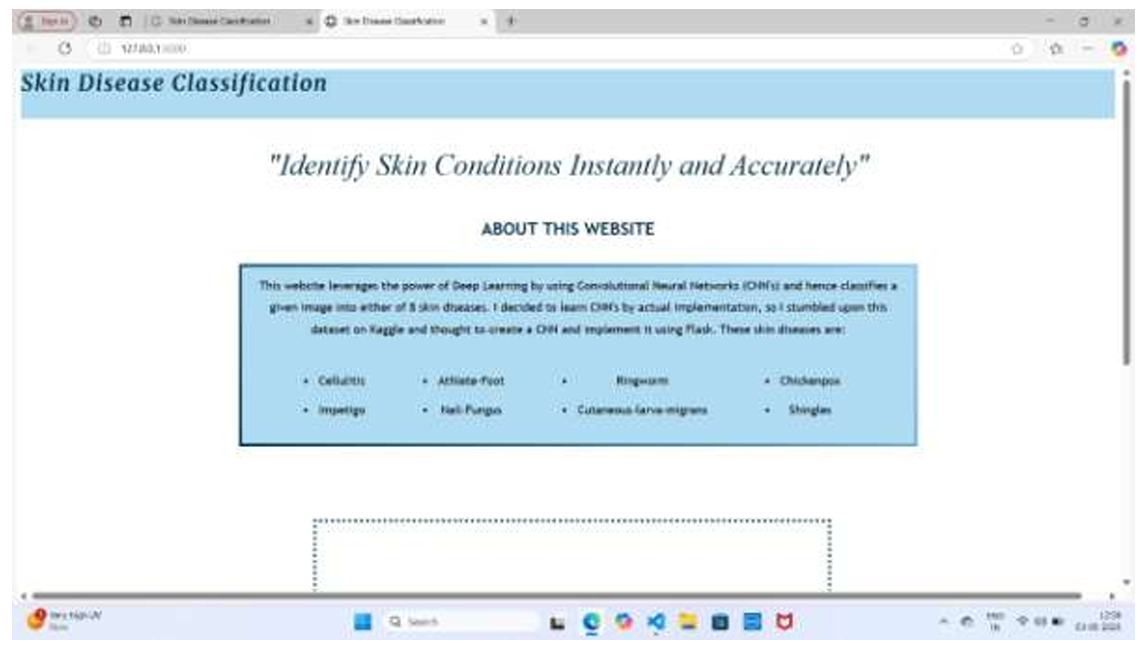 Sign in
Skin Disease Classification
Skin Disease Classification
127.0.0.1:5000
Skin Disease Classification
"Identify Skin Conditions Instantly and Accurately"
ABOUT THIS WEBSITE
This website leverages the power of Deep Learning by using Convolutional Neural Networks (CNN's) and hence classifies a
given image into either of 8 skin diseases. I decided to learn CNN's by actual implementation, so I stumbled upon this
dataset on Kaggle and thought to create a CNN and implement it using Flask. These skin diseases are:
• Cellulitis • Athlete-Foot • Ringworm • Chickenpox
• Impetigo • Nail-Fungus • Cutaneous-larva-migrans • Shingles
Very high UV
Now
Search
ENG
IN
12:58